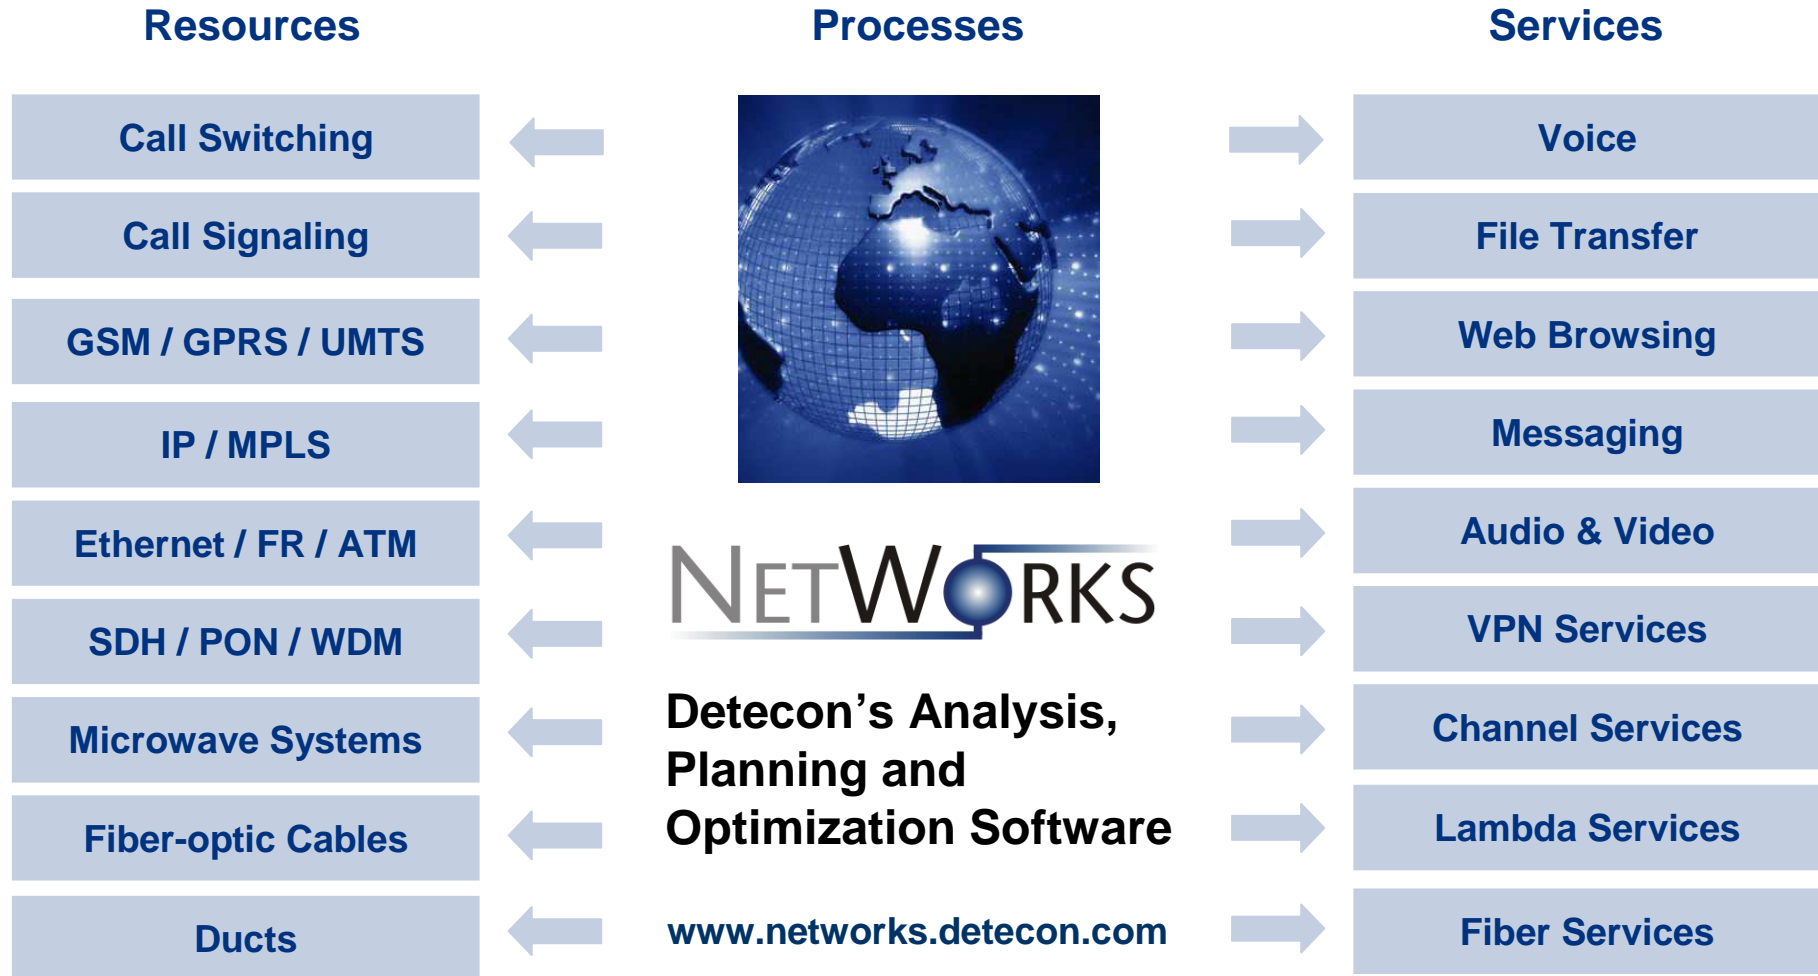 Resources
Processes
Services
Call Switching
Call Signaling
GSM / GPRS / UMTS
IP / MPLS
Ethernet / FR / ATM
SDH / PON / WDM
Microwave Systems
Fiber-optic Cables
Ducts
NETWORKS
Detecon’s Analysis,
Planning and
Optimization Software
www.networks.detecon.com
Voice
File Transfer
Web Browsing
Messaging
Audio & Video
VPN Services
Channel Services
Lambda Services
Fiber Services